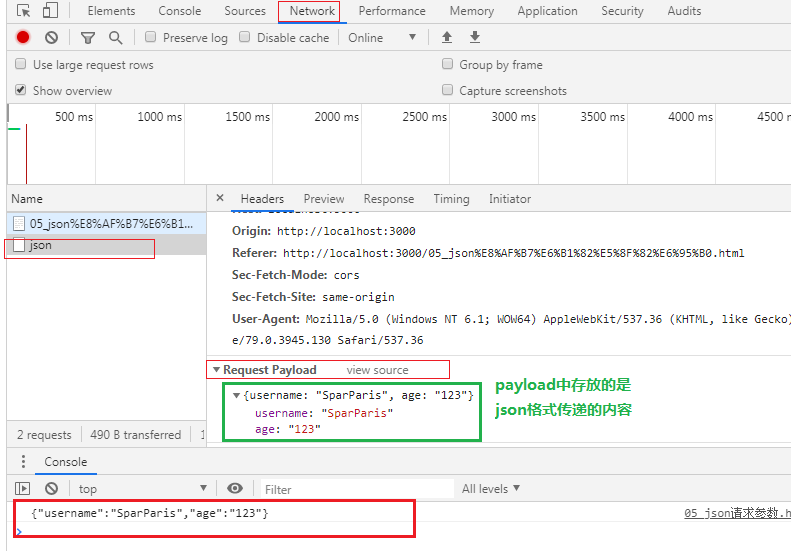 Elements Console Sources Network Performance Memory Application Security Audits
Preserve log Disable cache Online
Use large request rows Group by frame
Show overview Capture screenshots
500 ms 1000 ms 1500 ms 2000 ms 2500 ms 3000 ms 3500 ms 4000 ms 4500 m
Name × Headers Preview Response Timing Initiator
05_json%E8%AF%B7%E6%B1...
json
Origin: http://localhost:3000
Referer: http://localhost:3000/05_json%E8%AF%B7%E6%B1%82%E5%8F%82%E6%95%B0.html
Sec-Fetch-Mode: cors
Sec-Fetch-Site: same-origin
User-Agent: Mozilla/5.0 (Windows NT 6.1; WOW64) AppleWebKit/537.36 (KHTML, like Gecko)
e/79.0.3945.130 Safari/537.36
Request Payload view source
{username: "SparParis", age: "123"}
username: "SparParis"
age: "123"
payload中存放的是
json格式传递的内容
2 requests 490 B transferred 1
Console
top Filter All levels
{"username":"SparParis","age":"123"} 05_json请求参数.h